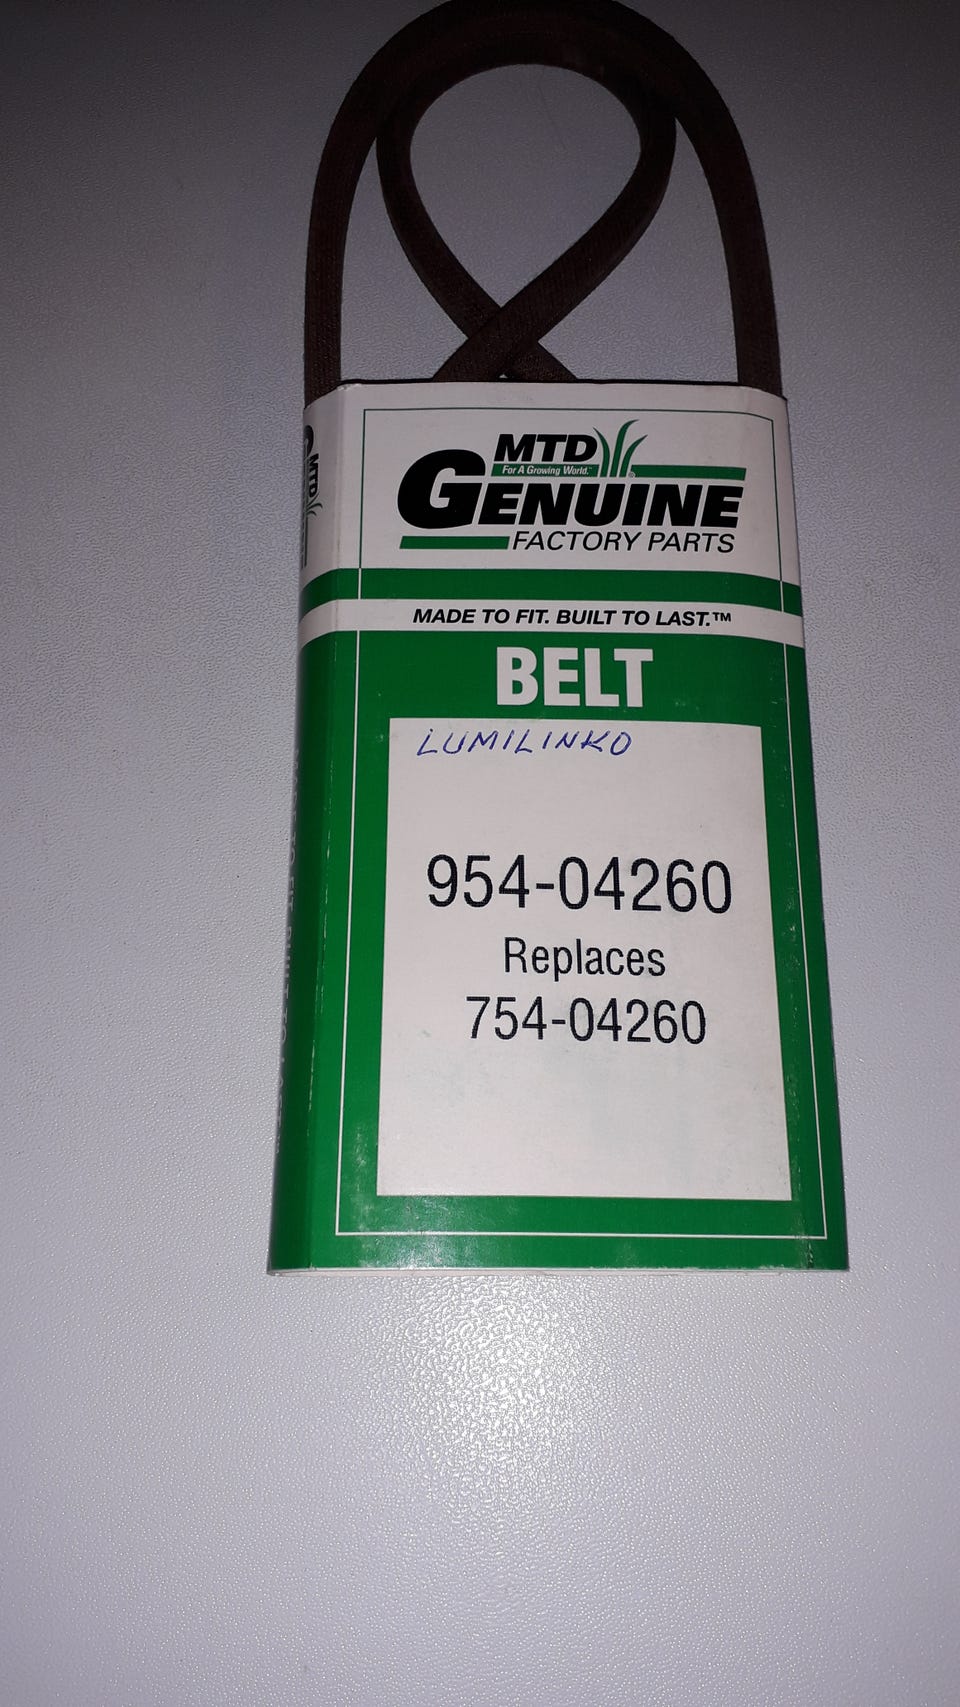 MTD
For A Growing World.™
GENUINE
FACTORY PARTS
MADE TO FIT. BUILT TO LAST.™
BELT
LUMILINKO
954-04260
Replaces
754-04260
MTD